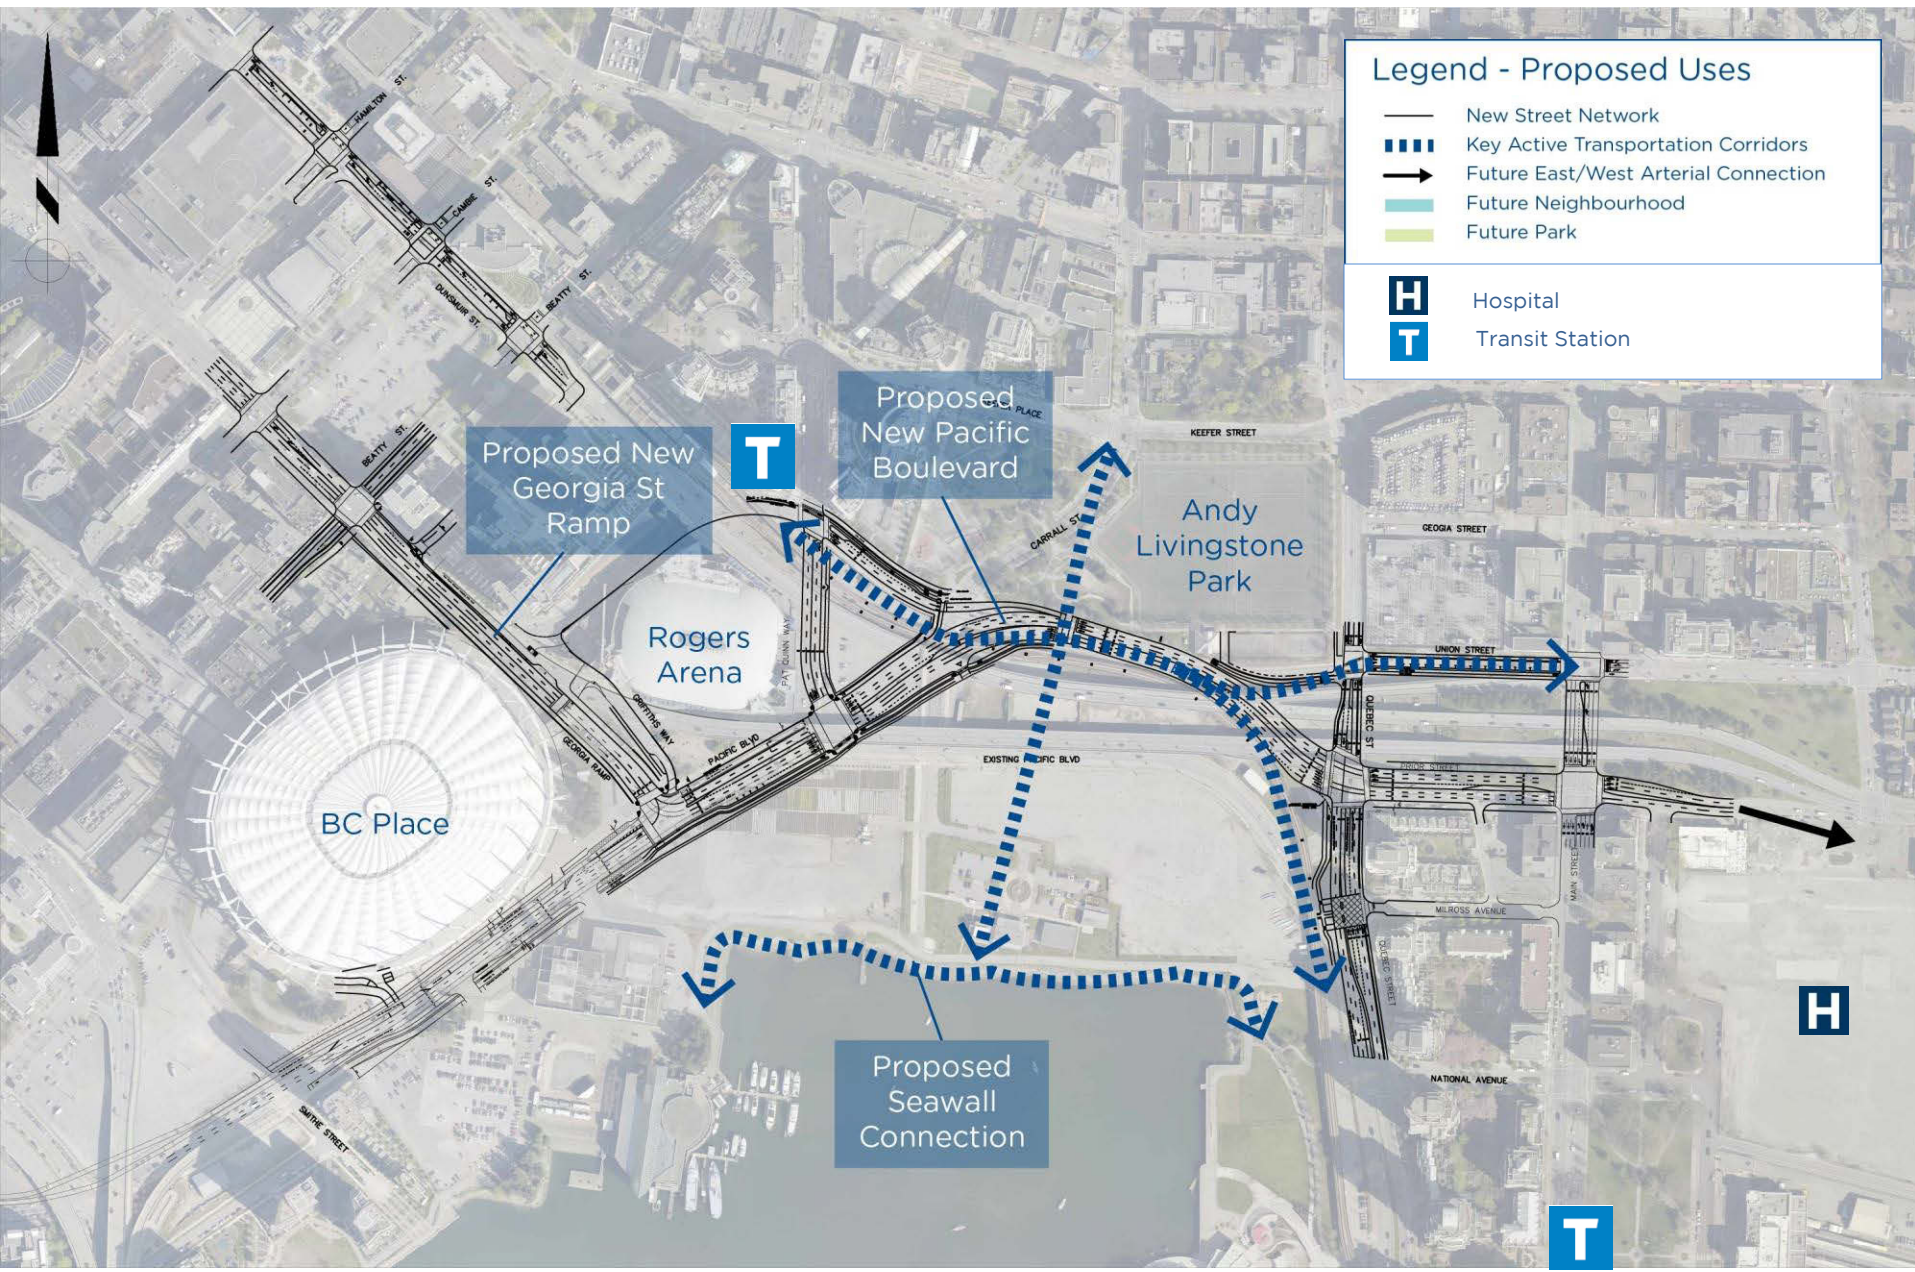 Legend - Proposed Uses
New Street Network
Key Active Transportation Corridors
Future East/West Arterial Connection
Future Neighbourhood
Future Park
H
Hospital
T
Transit Station
HAMILTON ST.
CAMBIE ST.
BEATTY ST.
DUNSMUIR ST.
BEATTY ST.
Proposed New
Georgia St
Ramp
T
Proposed
New Pacific
Boulevard
PLACE
KEEFER STREET
CARRALL ST.
Andy
Livingstone
Park
GEOGIA STREET
UNION STREET
Rogers
Arena
PAT QUINN WAY
GRIFFITHS WAY
GEORGIA RAMP
PACIFIC BLVD
EXISTING PACIFIC BLVD
QUEBEC ST
PRIOR STREET
BC Place
MAIN STREET
MILROSS AVENUE
QUEBEC STREET
H
Proposed
Seawall
Connection
NATIONAL AVENUE
SMITHE STREET
T